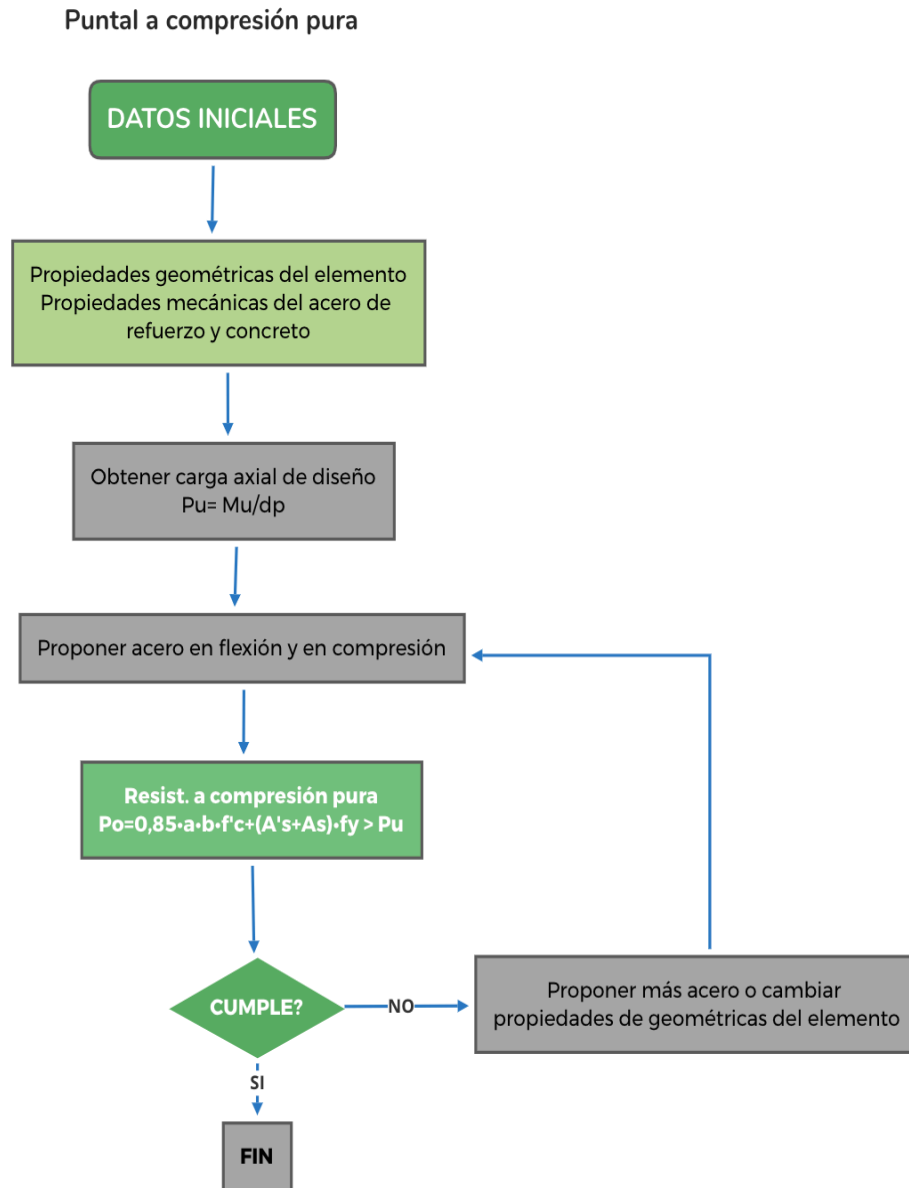 Puntal a compresión pura
DATOS INICIALES
Propiedades geométricas del elemento
Propiedades mecánicas del acero de
refuerzo y concreto
Obtener carga axial de diseño
Pu= Mu/dp
Proponer acero en flexión y en compresión
Resist. a compresión pura
Po=0,85•a•b•f'c+(A's+As)•fy > Pu
CUMPLE?
NO
Proponer más acero o cambiar
propiedades de geométricas del elemento
SI
FIN